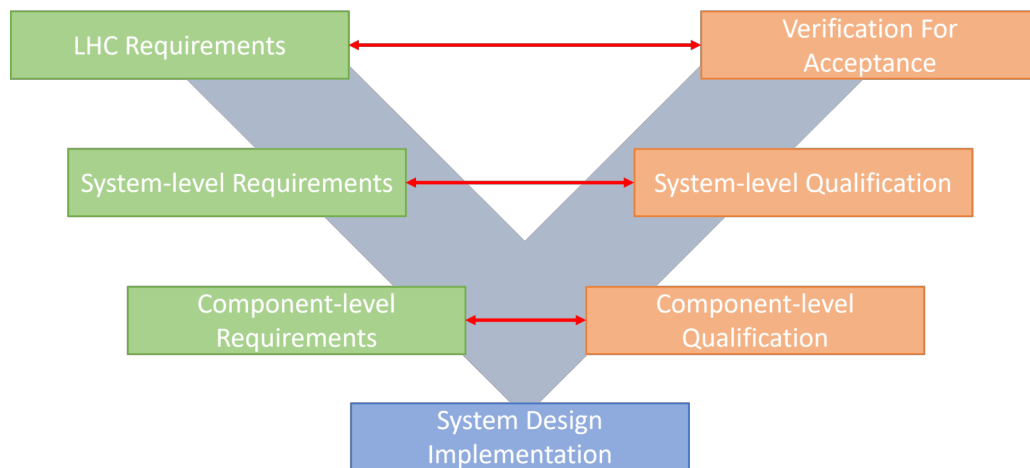 LHC Requirements
Verification For
Acceptance
System-level Requirements
System-level Qualification
Component-level
Requirements
Component-level
Qualification
System Design
Implementation